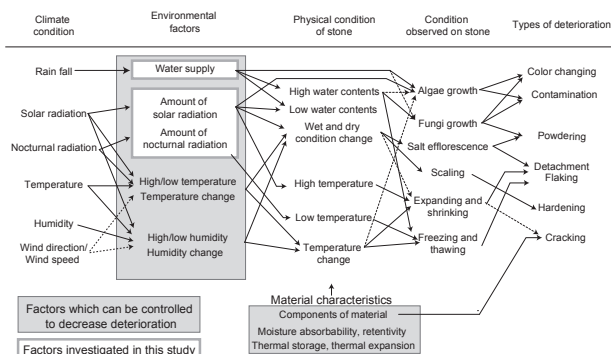 Climate
condition
Environmental
factors
Physical condition
of stone
Condition
observed on stone
Types of deterioration
Rain fall
Solar radiation
Nocturnal radiation
Temperature
Humidity
Wind direction/
Wind speed
Water supply
Amount of
solar radiation
Amount of
nocturnal radiation
High/low temperature
Temperature change
High/low humidity
Humidity change
High water contents
Low water contents
Wet and dry
condition change
High temperature
Low temperature
Temperature
change
Algae growth
Fungi growth
Salt efflorescence
Scaling
Expanding and
shrinking
Freezing and
thawing
Color changing
Contamination
Powdering
Detachment
Flaking
Hardening
Cracking
Material characteristics
Components of material
Moisture absorbability, retentivity
Thermal storage, thermal expansion
Factors which can be controlled
to decrease deterioration
Factors investigated in this study